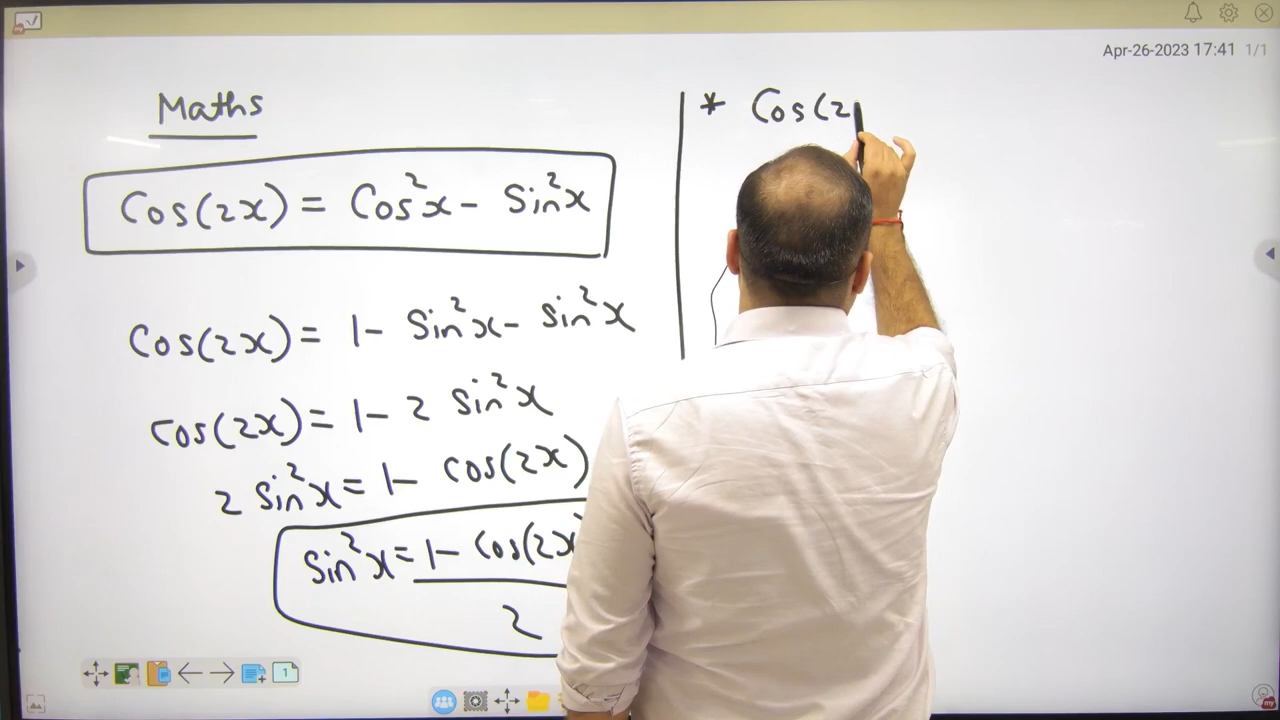 Apr-26-2023 17:41 1/1
Maths
Cos(2x) = Cos²x - Sin²x
Cos(2x) = 1 - Sin²x - Sin²x
Cos(2x) = 1 - 2 Sin²x
2 Sin²x = 1 - Cos(2x)
Sin²x = 1 - Cos(2x
2
* Cos(2
1